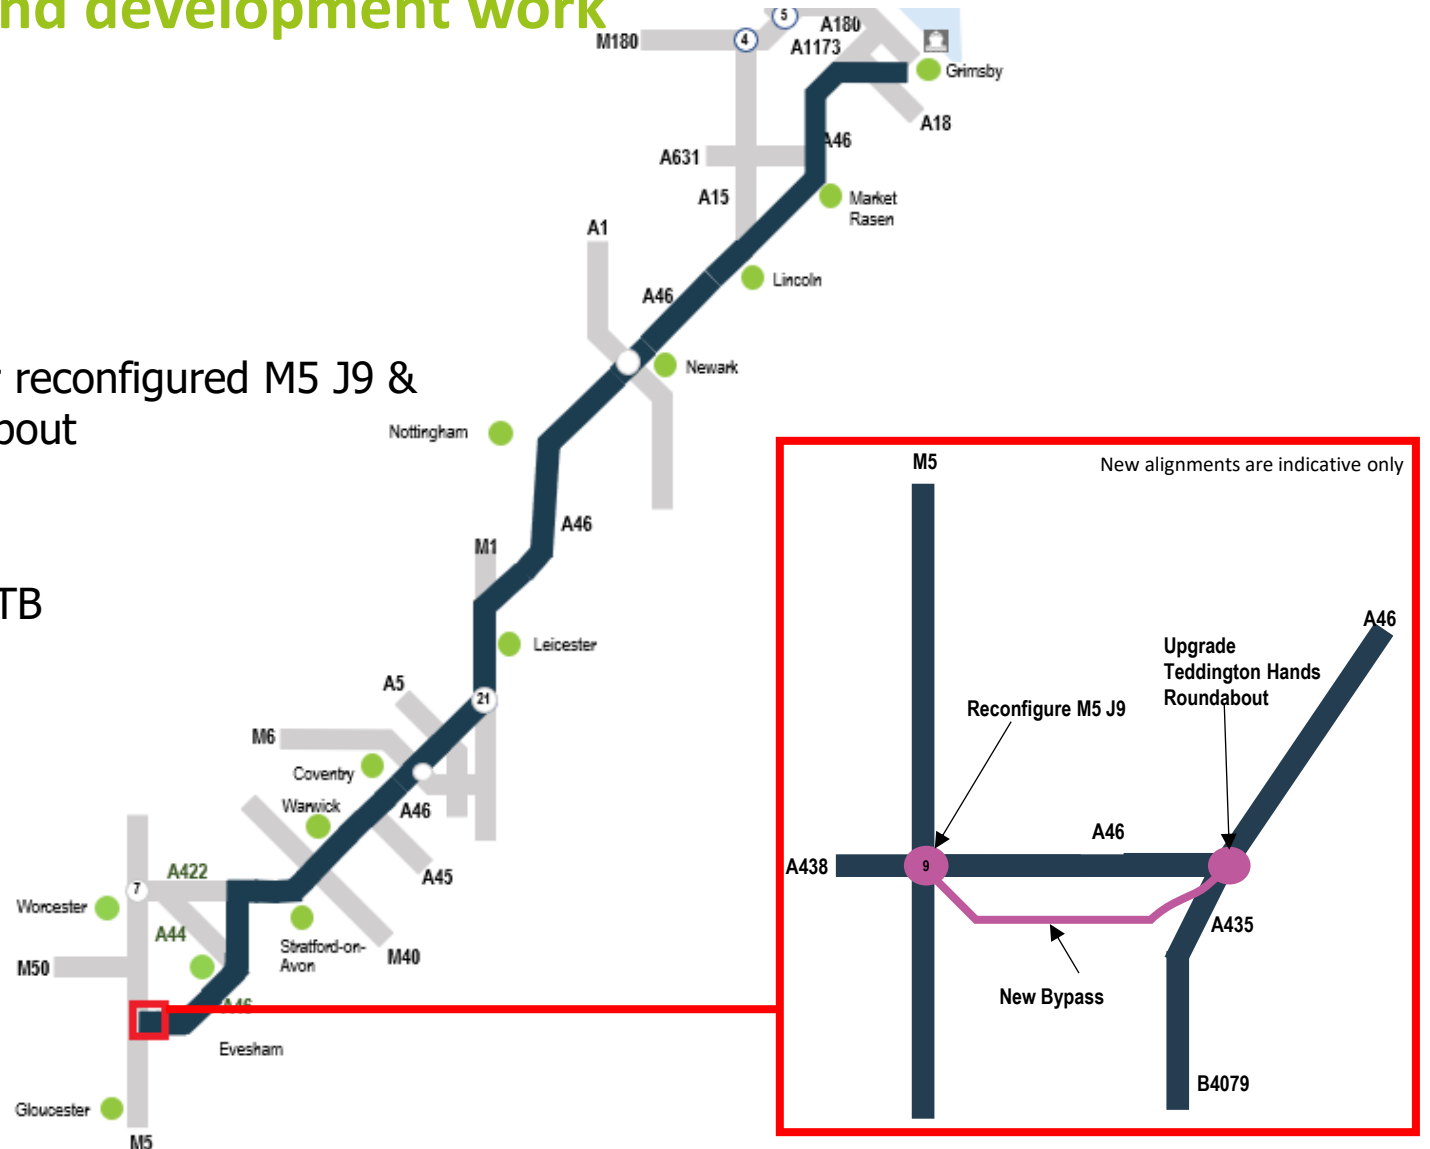 nd development work
5
A180
M180
4
A1173
Grimsby
A18
A46
A631
A15
Market
Rasen
A1
Lincoln
A46
Newark
reconfigured M5 J9 &
bout
Nottingham
A46
M1
TB
Leicester
A5
21
M6
Coventry
Warwick
A46
A45
A422
7
Worcester
A44
Stratford-on-
Avon
M40
M50
A46
Evesham
Gloucester
M5
M5
New alignments are indicative only
A46
Upgrade
Teddington Hands
Roundabout
Reconfigure M5 J9
A46
A438
9
A435
New Bypass
B4079